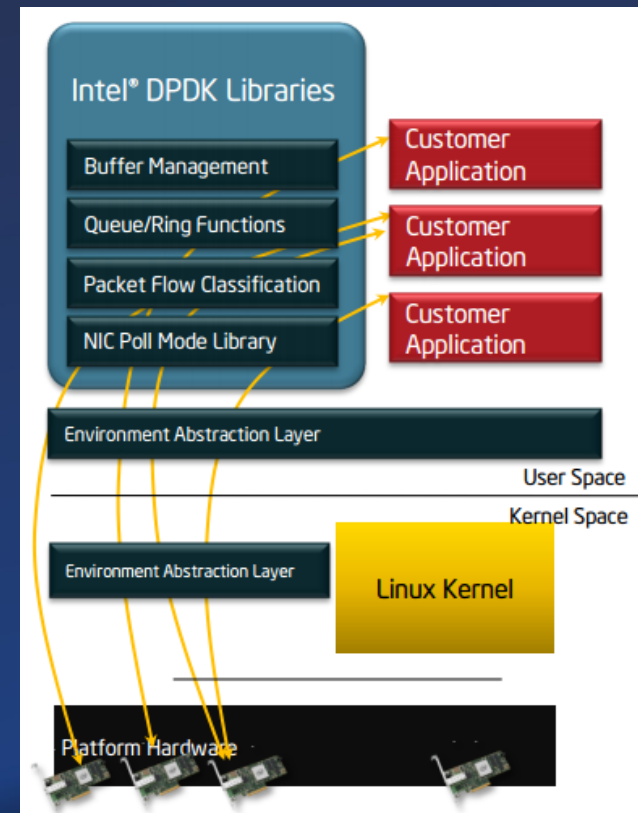 Intel® DPDK Libraries
Buffer Management
Queue/Ring Functions
Packet Flow Classification
NIC Poll Mode Library
Customer
Application
Customer
Application
Customer
Application
Environment Abstraction Layer
User Space
Kernel Space
Environment Abstraction Layer
Linux Kernel
Platform Hardware